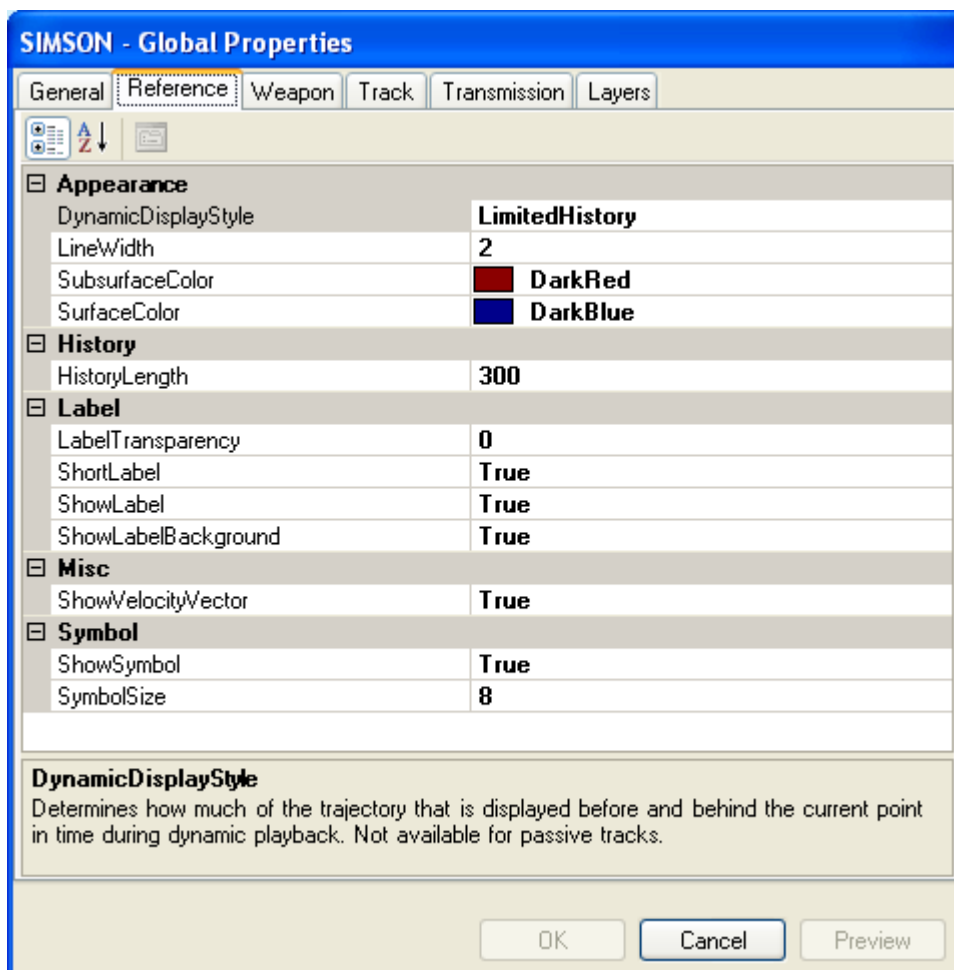 SIMSON - Global Properties
General Reference Weapon Track Transmission Layers
A
Z
Appearance
DynamicDisplayStyle LimitedHistory
LineWidth 2
SubsurfaceColor DarkRed
SurfaceColor DarkBlue
History
HistoryLength 300
Label
LabelTransparency 0
ShortLabel True
ShowLabel True
ShowLabelBackground True
Misc
ShowVelocityVector True
Symbol
ShowSymbol True
SymbolSize 8
DynamicDisplayStyle
Determines how much of the trajectory that is displayed before and behind the current point
in time during dynamic playback. Not available for passive tracks.
OK Cancel Preview